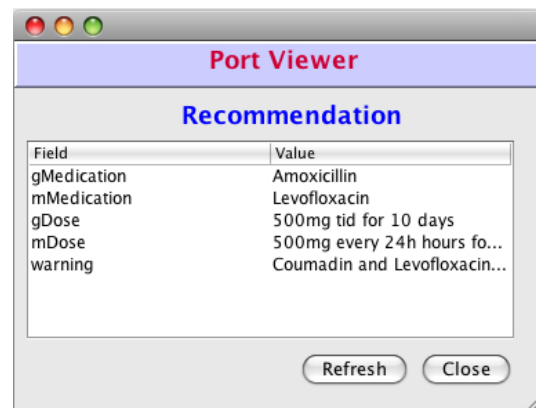 Port Viewer
Recommendation
Field Value
gMedication Amoxicillin
mMedication Levofloxacin
gDose 500mg tid for 10 days
mDose 500mg every 24h hours fo...
warning Coumadin and Levofloxacin...
Refresh Close